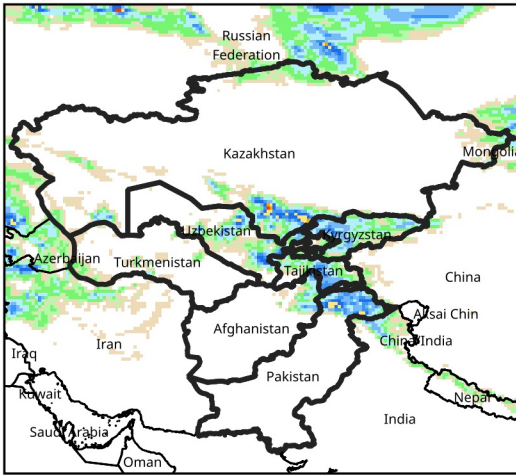 Russian
Federation
Kazakhstan
Mongolia
Uzbekistan
Kyrgyzstan
Azerbaijan
Turkmenistan
Tajikistan
China
Aksai Chin
Afghanistan
China/India
Iran
Iraq
Pakistan
Kuwait
Nepal
Saudi Arabia
India
Oman